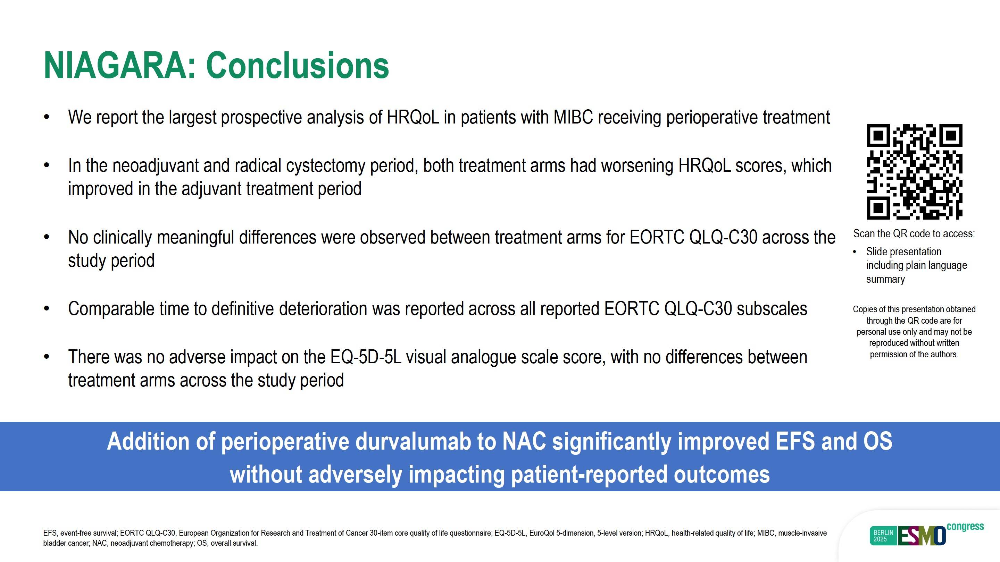 NIAGARA: Conclusions
• We report the largest prospective analysis of HRQoL in patients with MIBC receiving perioperative treatment
• In the neoadjuvant and radical cystectomy period, both treatment arms had worsening HRQoL scores, which
improved in the adjuvant treatment period
• No clinically meaningful differences were observed between treatment arms for EORTC QLQ-C30 across the
study period
• Comparable time to definitive deterioration was reported across all reported EORTC QLQ-C30 subscales
• There was no adverse impact on the EQ-5D-5L visual analogue scale score, with no differences between
treatment arms across the study period
Scan the QR code to access:
• Slide presentation
including plain language
summary
Copies of this presentation obtained
through the QR code are for
personal use only and may not be
reproduced without written
permission of the authors.
Addition of perioperative durvalumab to NAC significantly improved EFS and OS
without adversely impacting patient-reported outcomes
EFS, event-free survival; EORTC QLQ-C30, European Organization for Research and Treatment of Cancer 30-item core quality of life questionnaire; EQ-5D-5L, EuroQol 5-dimension, 5-level version; HRQoL, health-related quality of life; MIBC, muscle-invasive
bladder cancer; NAC, neoadjuvant chemotherapy; OS, overall survival.
BERLIN
2025
ESMO congress